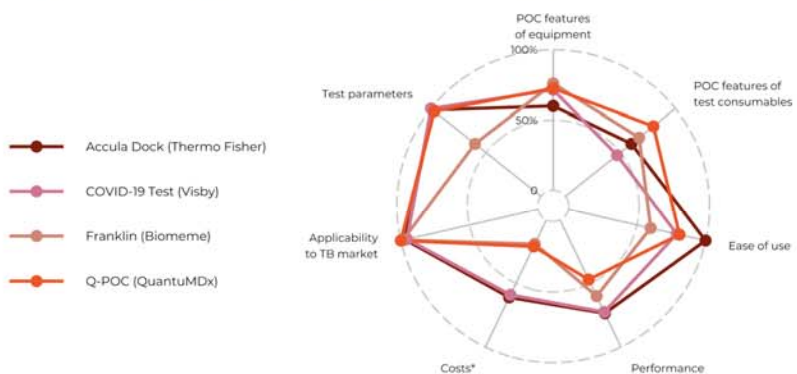 POC features
of equipment
100%
POC features of
test consumables
Test parameters
50%
Accula Dock (Thermo Fisher)
COVID-19 Test (Visby)
0
Franklin (Biomeme)
Applicability
to TB market
Ease of use
Q-POC (QuantuMDx)
Costs*
Performance